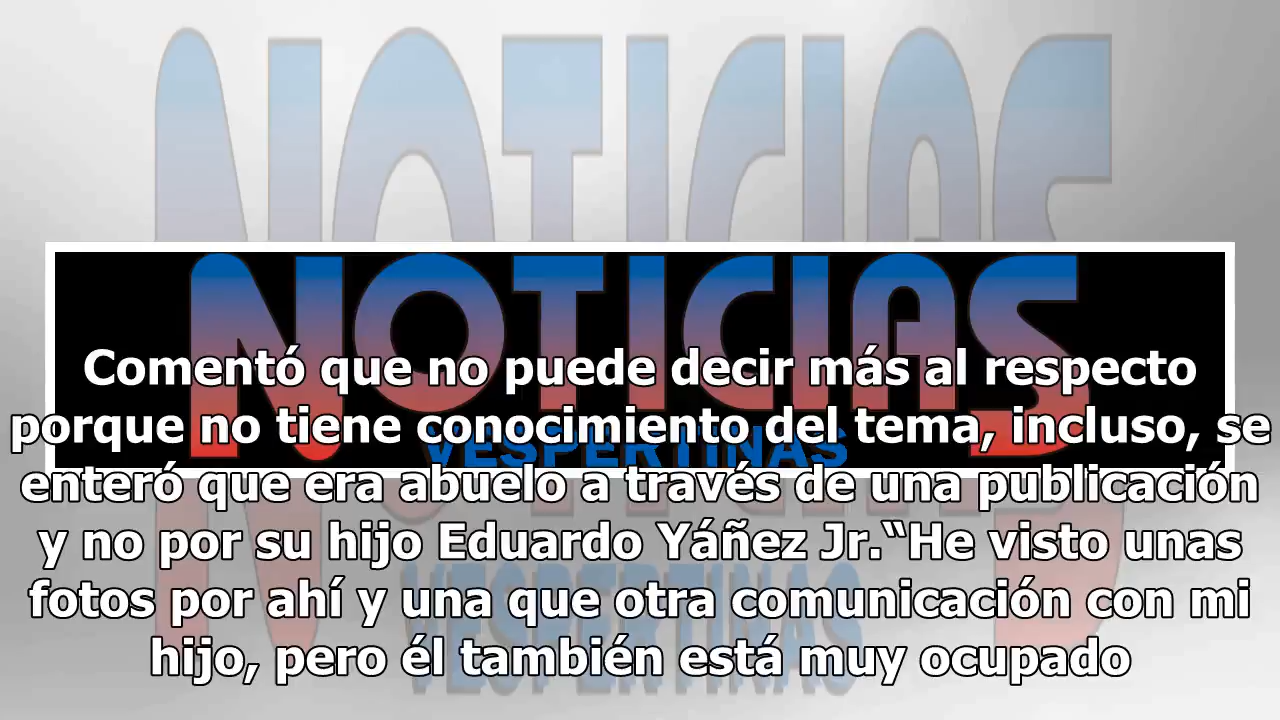 NOTICIAS
VESPERTINAS
NOTICIAS
VESPERTINAS
Comentó que no puede decir más al respecto
porque no tiene conocimiento del tema, incluso, se
enteró que era abuelo a través de una publicación
y no por su hijo Eduardo Yáñez Jr.“He visto unas
fotos por ahí y una que otra comunicación con mi
hijo, pero él también está muy ocupado